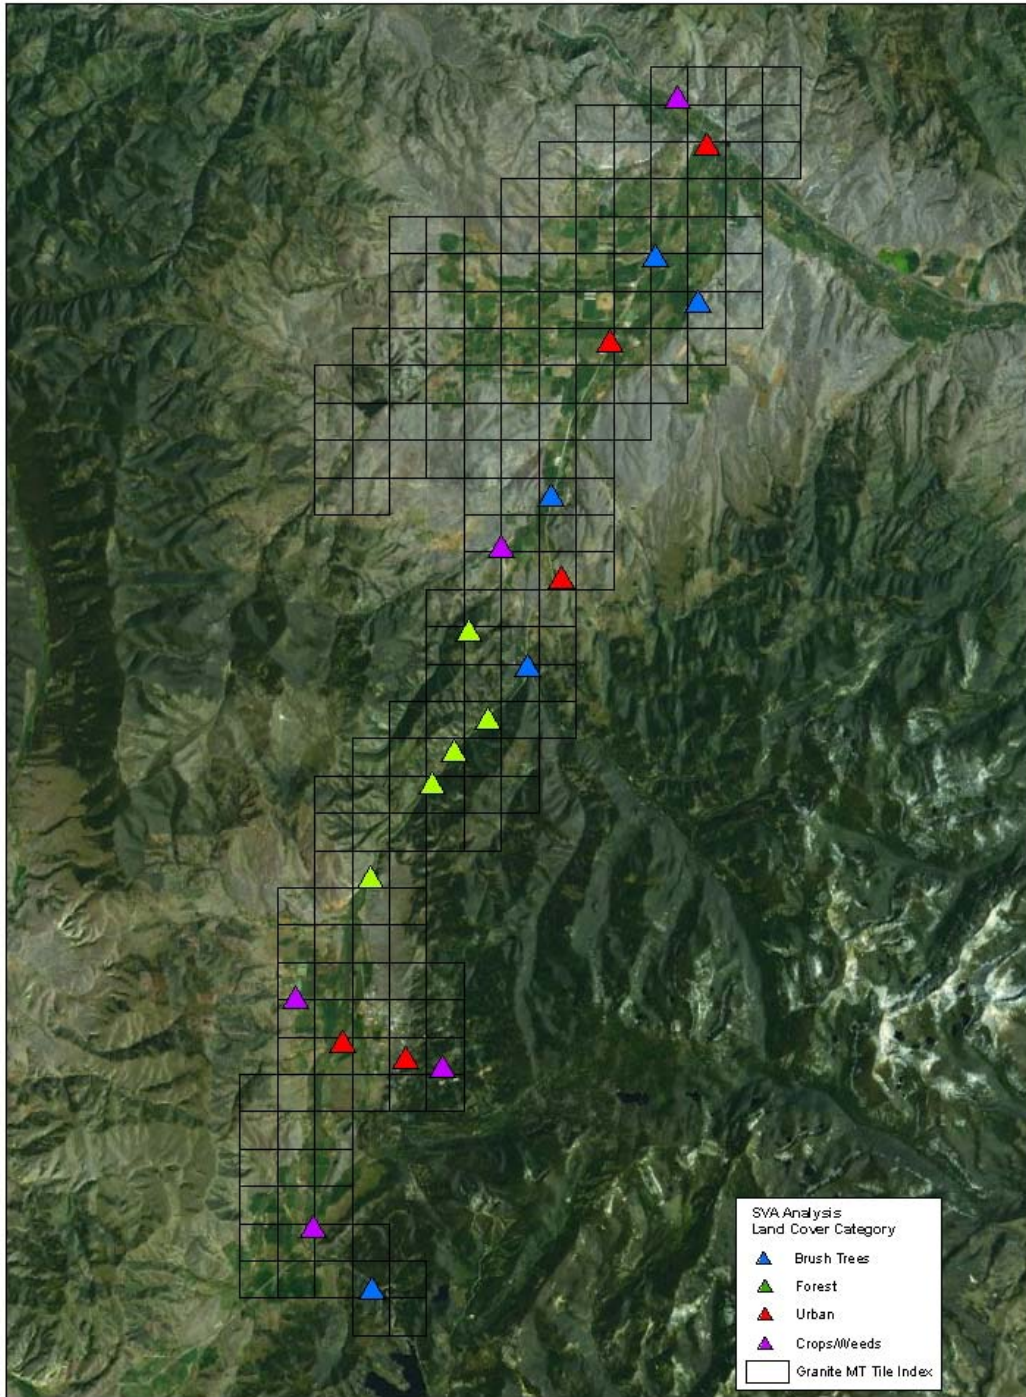 SVA Analysis
Land Cover Category
Brush Trees
Forest
Urban
Crops/Weeds
Granite MT Tile Index